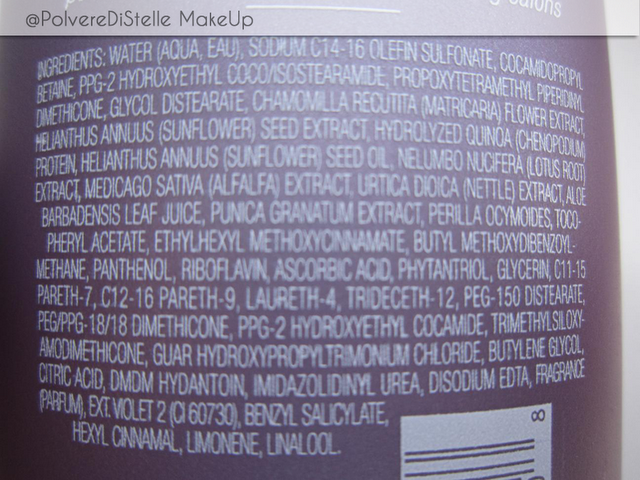 @PolvereDiStelle MakeUp
salons
INGREDIENTS: WATER (AQUA, EAU), SODIUM C14-16 OLEFIN SULFONATE, COCAMIDOPROPYL
BETAINE, PPG-2 HYDROXYETHYL COCO/ISOSTEARAMIDE, PROPOXYTETRAMETHYL PIPERIDINYL
DIMETHICONE, GLYCOL DISTEARATE, CHAMOMILLA RECUTITA (MATRICARIA) FLOWER EXTRACT,
HELIANTHUS ANNUUS (SUNFLOWER) SEED EXTRACT, HYDROLYZED QUINOA (CHENOPODIUM)
PROTEIN, HELIANTHUS ANNUUS (SUNFLOWER) SEED OIL, NELUMBO NUCIFERA (LOTUS ROOT)
EXTRACT, MEDICAGO SATIVA (ALFALFA) EXTRACT, URTICA DIOICA (NETTLE) EXTRACT, ALOE
BARBADENSIS LEAF JUICE, PUNICA GRANATUM EXTRACT, PERILLA OCYMOIDES, TOCO-
PHERYL ACETATE, ETHYLHEXYL METHOXYCINNAMATE, BUTYL METHOXYDIBENZOYL-
METHANE, PANTHENOL, RIBOFLAVIN, ASCORBIC ACID, PHYTANTRIOL, GLYCERIN, C11-15
PARETH-7, C12-16 PARETH-9, LAURETH-4, TRIDECETH-12, PEG-150 DISTEARATE,
PEG/PPG-18/18 DIMETHICONE, PPG-2 HYDROXYETHYL COCAMIDE, TRIMETHYLSILOXY-
AMODIMETHICONE, GUAR HYDROXYPROPYLTRIMONIUM CHLORIDE, BUTYLENE GLYCOL,
CITRIC ACID, DMDM HYDANTOIN, IMIDAZOLIDINYL UREA, DISODIUM EDTA, FRAGRANCE
(PARFUM), EXT. VIOLET 2 (CI 60730), BENZYL SALICYLATE,
HEXYL CINNAMAL, LIMONENE, LINALOOL.
8